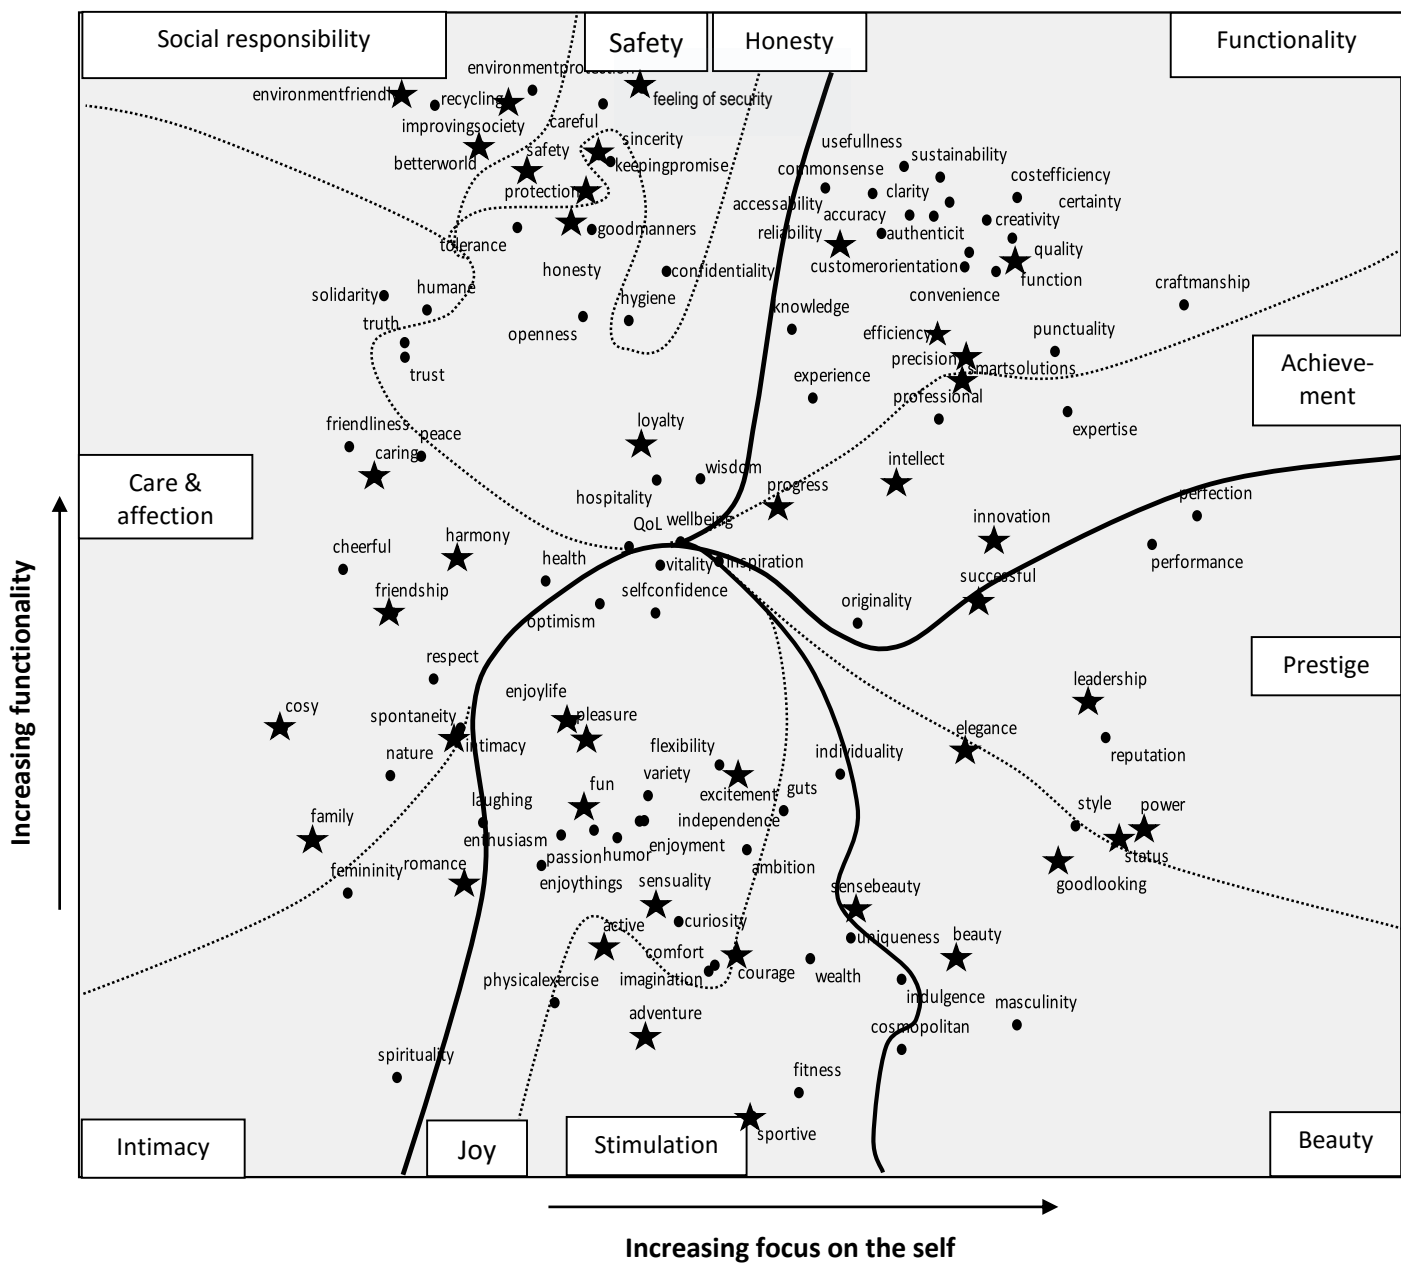 Social responsibility
Safety
Honesty
Functionality
environmentprotection
environmentfriendly
recycling
feeling of security
improvingsociety
careful
sincerity
usefullness
betterworld
safety
keepingpromise
commonsense
sustainability
costefficiency
protection
accessability
clarity
certainty
accuracy
creativity
tolerance
goodmanners
reliability
authenticit
quality
honesty
confidentiality
customerorientation
function
solidarity
humane
hygiene
convenience
craftmanship
truth
openness
knowledge
efficiency
punctuality
trust
precision
smartsolutions
Achieve-
ment
experience
professional
friendliness
peace
loyalty
expertise
caring
wisdom
intellect
Care &
affection
hospitality
progress
perfection
QoL
wellbeing
innovation
harmony
cheerful
health
vitality
inspiration
performance
friendship
selfconfidence
successful
optimism
originality
respect
Prestige
leadership
cosy
enjoylife
spontaneity
pleasure
elegance
intimacy
nature
flexibility
individuality
reputation
variety
fun
excitement
guts
style
power
laughing
family
enthusiasm
independence
enjoyment
status
passion
humor
femininity
romance
enjoythings
sensuality
ambition
goodlooking
sensebeauty
active
curiosity
uniqueness
beauty
comfort
physicalexercise
imagination
courage
wealth
indulgence
masculinity
adventure
cosmopolitan
spirituality
fitness
sportive
Intimacy
Joy
Stimulation
Beauty
Increasing functionality
Increasing focus on the self